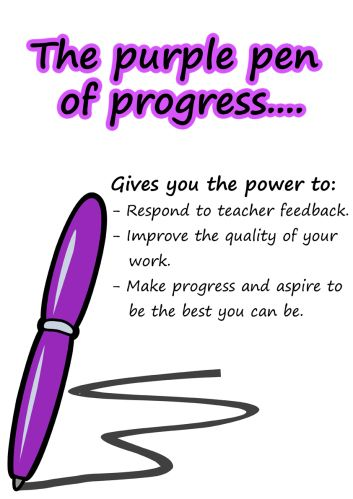 The purple pen
of progress....
Gives you the power to:
- Respond to teacher feedback.
- Improve the quality of your
work.
- Make progress and aspire to
be the best you can be.